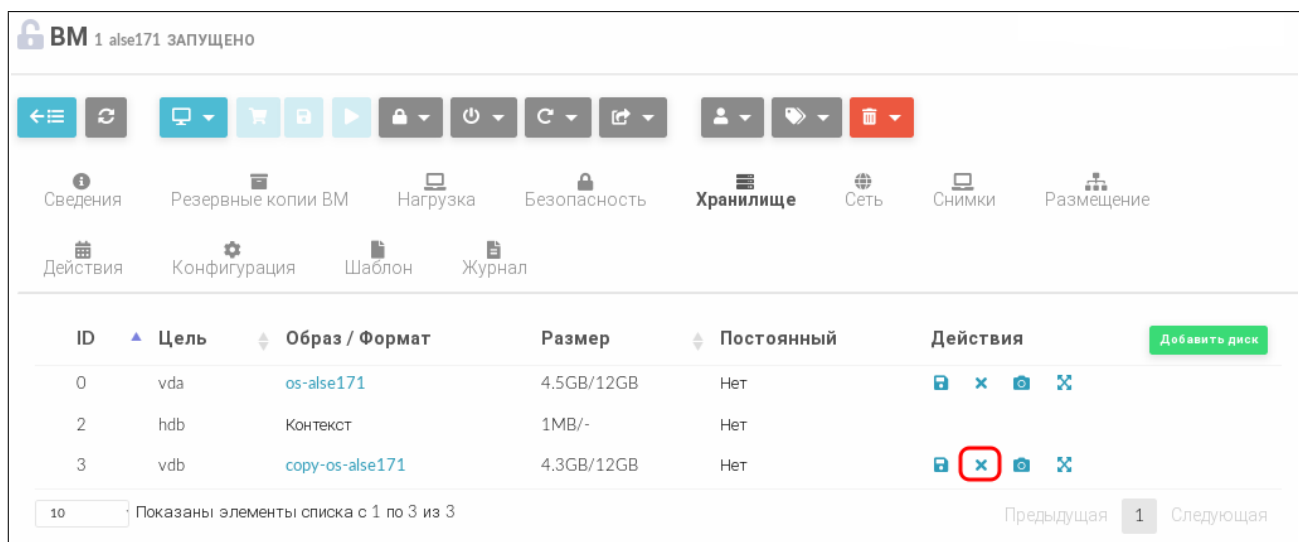 ВМ 1 alse171 ЗАПУЩЕНО
Сведения Резервные копии ВМ Нагрузка Безопасность Хранилище Сеть Снимки Размещение
Действия Конфигурация Шаблон Журнал
ID Цель Образ / Формат Размер Постоянный Действия Добавить диск
0 vda os-alse171 4.5GB/12GB Нет
2 hdb Контекст 1MB/- Нет
3 vdb copy-os-alse171 4.3GB/12GB Нет
10 Показаны элементы списка с 1 по 3 из 3 Предыдущая 1 Следующая